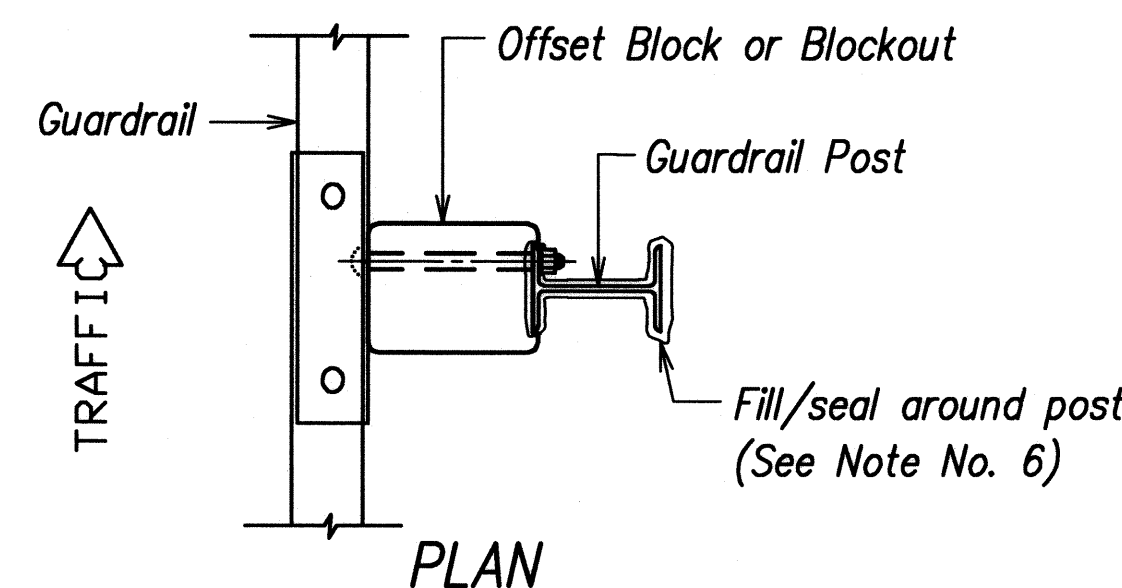 Offset Block or Blockout
Guardrail
Guardrail Post
TRAFFIC
Fill/seal around post
(See Note No. 6)
PLAN